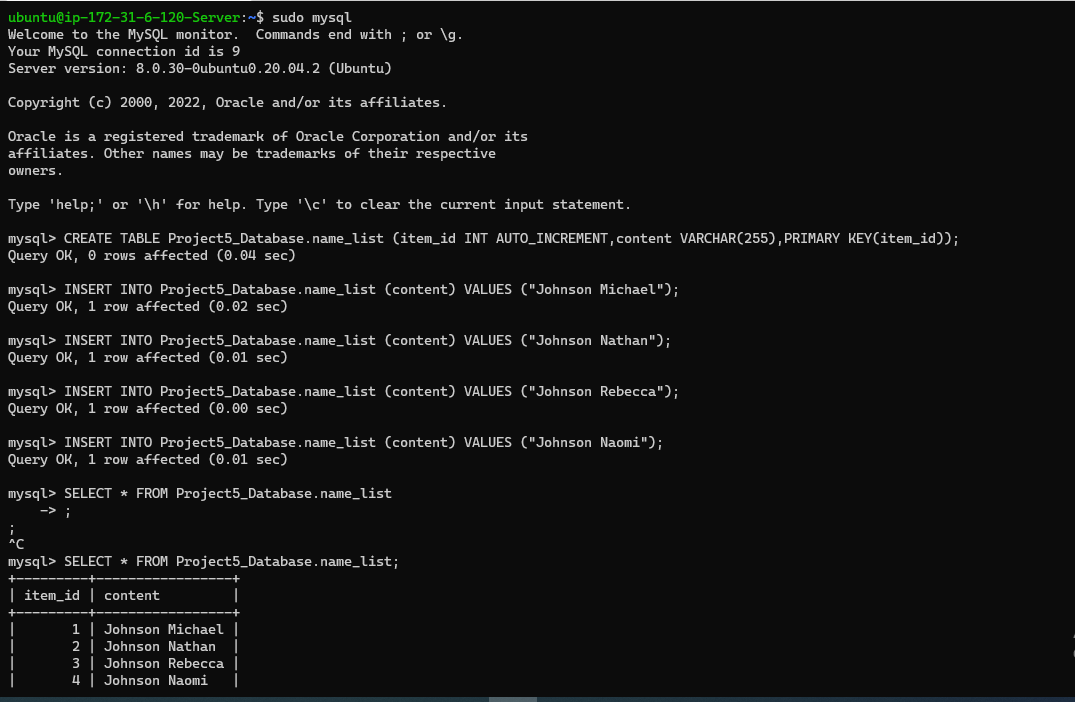 ubuntu@ip-172-31-6-120-Server:~$ sudo mysql
Welcome to the MySQL monitor.  Commands end with ; or \g.
Your MySQL connection id is 9
Server version: 8.0.30-0ubuntu0.20.04.2 (Ubuntu)

Copyright (c) 2000, 2022, Oracle and/or its affiliates.

Oracle is a registered trademark of Oracle Corporation and/or its
affiliates. Other names may be trademarks of their respective
owners.

Type 'help;' or '\h' for help. Type '\c' to clear the current input statement.

mysql> CREATE TABLE Project5_Database.name_list (item_id INT AUTO_INCREMENT,content VARCHAR(255),PRIMARY KEY(item_id));
Query OK, 0 rows affected (0.04 sec)

mysql> INSERT INTO Project5_Database.name_list (content) VALUES ("Johnson Michael");
Query OK, 1 row affected (0.02 sec)

mysql> INSERT INTO Project5_Database.name_list (content) VALUES ("Johnson Nathan");
Query OK, 1 row affected (0.01 sec)

mysql> INSERT INTO Project5_Database.name_list (content) VALUES ("Johnson Rebecca");
Query OK, 1 row affected (0.00 sec)

mysql> INSERT INTO Project5_Database.name_list (content) VALUES ("Johnson Naomi");
Query OK, 1 row affected (0.01 sec)

mysql> SELECT * FROM Project5_Database.name_list
    -> ;
;
^C
mysql> SELECT * FROM Project5_Database.name_list;
+---------+-----------------+
| item_id | content         |
+---------+-----------------+
|       1 | Johnson Michael |
|       2 | Johnson Nathan  |
|       3 | Johnson Rebecca |
|       4 | Johnson Naomi   |